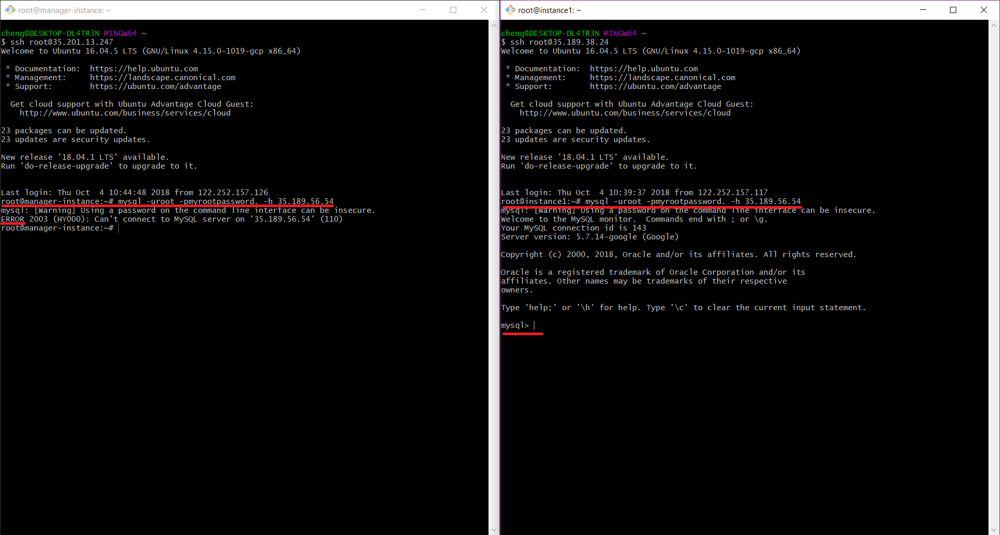 root@manager-instance: ~
cheng@DESKTOP-DL4TR3N MINGW64 ~
$ ssh root@35.201.13.247
Welcome to Ubuntu 16.04.5 LTS (GNU/Linux 4.15.0-1019-gcp x86_64)
* Documentation:  https://help.ubuntu.com
* Management:     https://landscape.canonical.com
* Support:        https://ubuntu.com/advantage
Get cloud support with Ubuntu Advantage Cloud Guest:
http://www.ubuntu.com/business/services/cloud
23 packages can be updated.
23 updates are security updates.
New release '18.04.1 LTS' available.
Run 'do-release-upgrade' to upgrade to it.
Last login: Thu Oct  4 10:44:48 2018 from 122.252.157.126
root@manager-instance:~# mysql -uroot -pmyrootpassword. -h 35.189.56.54
mysql: [Warning] Using a password on the command line interface can be insecure.
ERROR 2003 (HY000): Can't connect to MySQL server on '35.189.56.54' (110)
root@manager-instance:~#
root@instance1: ~
cheng@DESKTOP-DL4TR3N MINGW64 ~
$ ssh root@35.189.38.24
Welcome to Ubuntu 16.04.5 LTS (GNU/Linux 4.15.0-1019-gcp x86_64)
* Documentation:  https://help.ubuntu.com
* Management:     https://landscape.canonical.com
* Support:        https://ubuntu.com/advantage
Get cloud support with Ubuntu Advantage Cloud Guest:
http://www.ubuntu.com/business/services/cloud
23 packages can be updated.
23 updates are security updates.
New release '18.04.1 LTS' available.
Run 'do-release-upgrade' to upgrade to it.
Last login: Thu Oct  4 10:39:37 2018 from 122.252.157.117
root@instance1:~# mysql -uroot -pmyrootpassword. -h 35.189.56.54
mysql: [Warning] Using a password on the command line interface can be insecure.
Welcome to the MySQL monitor.  Commands end with ; or \g.
Your MySQL connection id is 143
Server version: 5.7.14-google (Google)
Copyright (c) 2000, 2018, Oracle and/or its affiliates. All rights reserved.
Oracle is a registered trademark of Oracle Corporation and/or its
affiliates. Other names may be trademarks of their respective
owners.
Type 'help;' or '\h' for help. Type '\c' to clear the current input statement.
mysql>